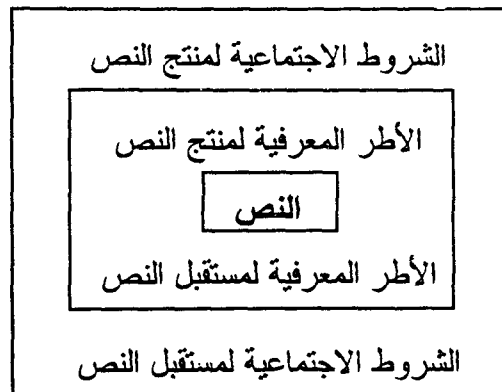 الشروط الاجتماعية لمنتج النص
الأطر المعرفية لمنتج النص
النص
الأطر المعرفية لمستقبل النص
الشروط الاجتماعية لمستقبل النص